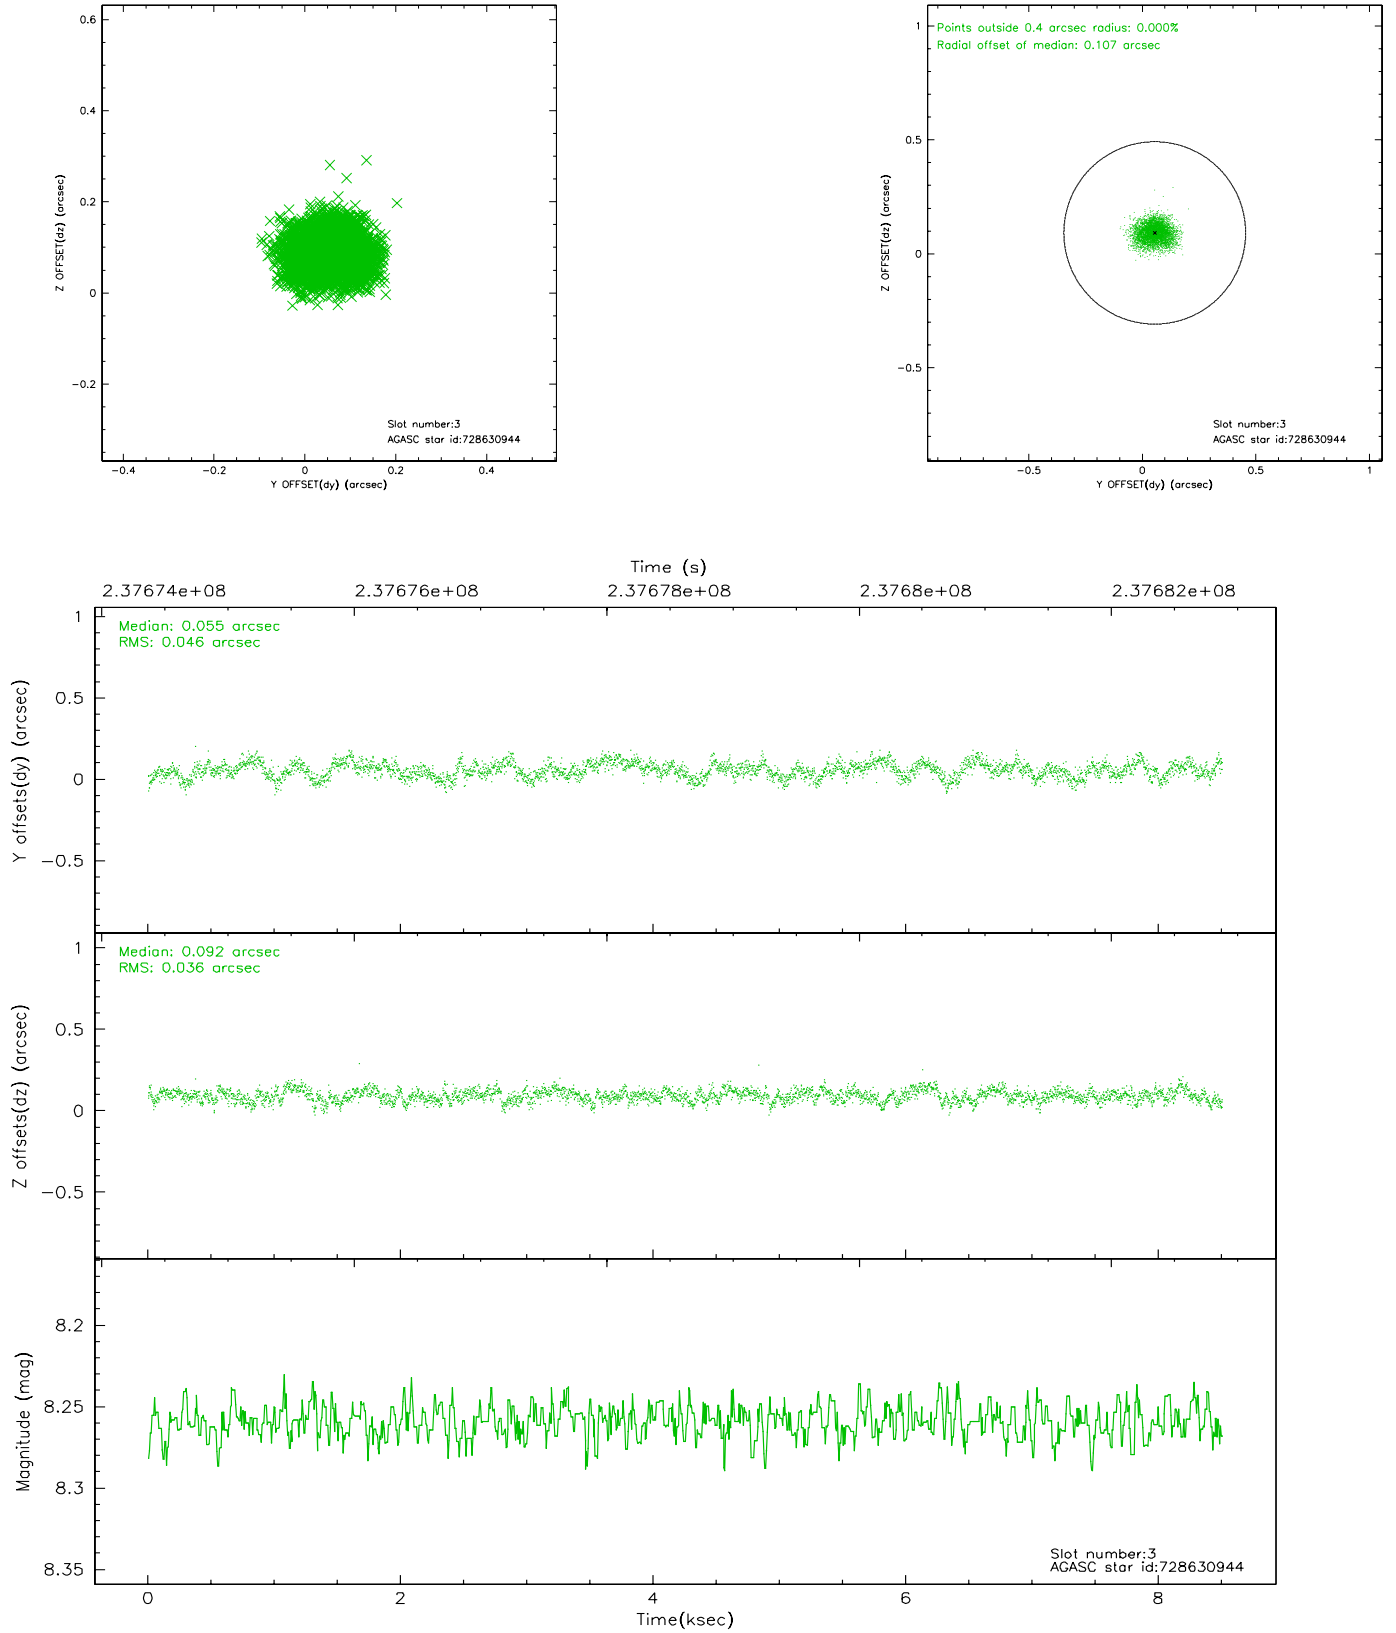 0.6
0.4
0.2
0
−0.2
Z OFFSET(dz) (arcsec)
Slot number:3
AGASC star id:728630944
−0.4 −0.2 0 0.2 0.4
Y OFFSET(dy) (arcsec)
Points outside 0.4 arcsec radius: 0.000%
Radial offset of median: 0.107 arcsec
1
0.5
0
−0.5
Z OFFSET(dz) (arcsec)
Slot number:3
AGASC star id:728630944
−0.5 0 0.5 1
Y OFFSET(dy) (arcsec)
Time (s)
2.37674e+08 2.37676e+08 2.37678e+08 2.3768e+08 2.37682e+08
Median: 0.055 arcsec
RMS: 0.046 arcsec
1
0.5
0
−0.5
Y offsets(dy) (arcsec)
Median: 0.092 arcsec
RMS: 0.036 arcsec
1
0.5
0
−0.5
Z offsets(dz) (arcsec)
8.2
8.25
8.3
8.35
Magnitude (mag)
Slot number:3
AGASC star id:728630944
0 2 4 6 8
Time(ksec)